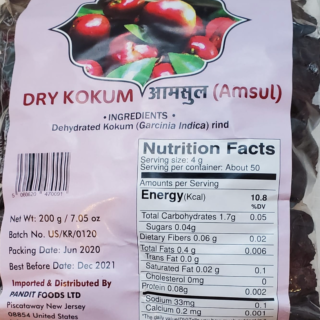 DRY KOKUM आमसुल (Amsul)
• INGREDIENTS •
Dehydrated Kokum (Garcinia Indica) rind
Nutrition Facts
Serving size: 4 g
Serving per container: About 50
Amounts per Serving
Energy(Kcal) 10.8
%DV
Total Carbohydrates 1.7g 0.05
Sugars 0.04g
Dietary Fibers 0.06 g 0.02
Total Fats 0.4 g 0.006
Trans Fat 0.0 g
Saturated Fat 0.02 g 0.1
Cholesterol 0mg 0
Protein 0.08g 0.002
Sodium 33mg 0.1
Calcium 0.2 mg 0.001
Net Wt: 200 g / 7.05 oz
Batch No. US/KR/0120
Packing Date: Jun 2020
Best Before Date: Dec 2021
Imported & Distributed By
PANDIT FOODS LTD
Piscataway New Jersey
08854 United States